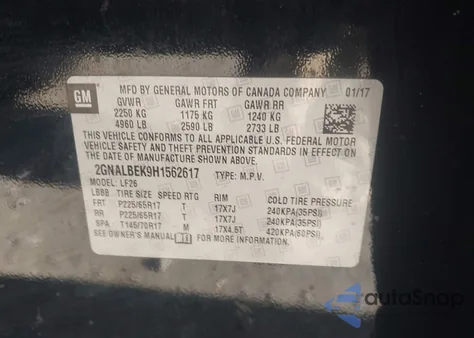 GM
MFD BY GENERAL MOTORS OF CANADA COMPANY 01/17
GVWR GAWR FRT GAWR RR
2250 KG 1175 KG 1240 KG
4960 LB 2590 LB 2733 LB
THIS VEHICLE CONFORMS TO ALL APPLICABLE U.S. FEDERAL MOTOR
VEHICLE SAFETY, BUMPER, AND THEFT PREVENTION STANDARDS IN
EFFECT ON THE DATE OF MANUFACTURE SHOWN ABOVE.
2GNALBEK9H1562617 TYPE: M.P.V.
MODEL: LF26
LBBB TIRE SIZE SPEED RTG RIM COLD TIRE PRESSURE
FRT P225/65R17 17X7J 240KPA(35PSI)
RR P225/65R17 17X7J 240KPA(35PSI)
SPA T145/70R17 M 17X4.5T 420KPA(60PSI)
SEE OWNER'S MANUAL FOR MORE INFORMATION.
autoSnap